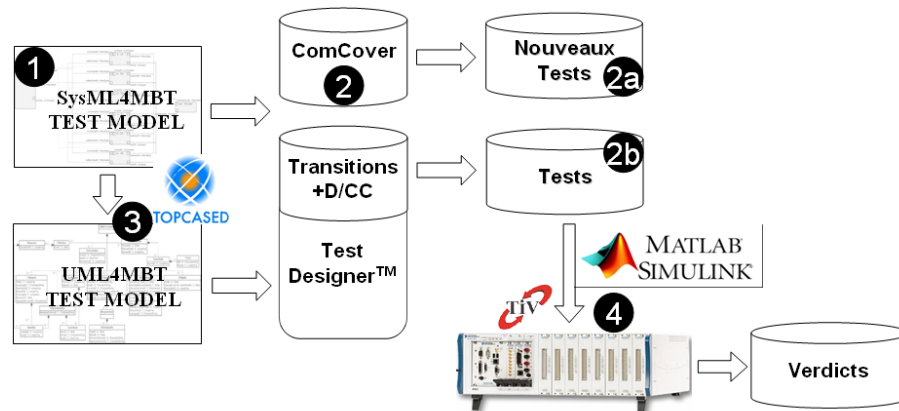 1
SysML4MBT
TEST MODEL
ComCover
2
Nouveaux
Tests
2a
Transitions
+D/CC
Test
Designer™
2b
Tests
TOPCASED
3
UML4MBT
TEST MODEL
MATLAB
SIMULINK®
TiV
4
Verdicts